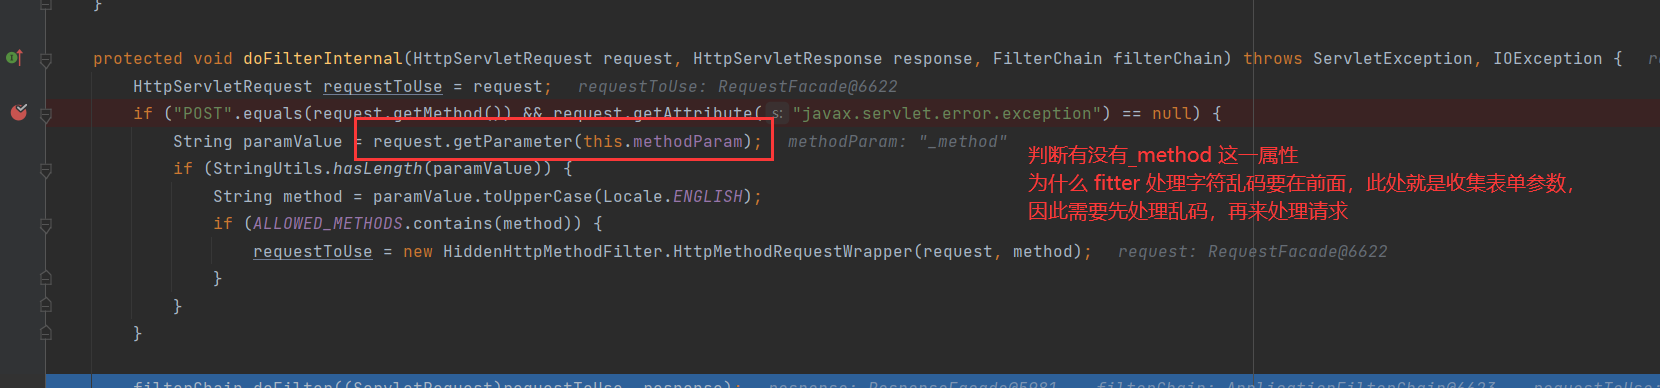 }
protected void doFilterInternal(HttpServletRequest request, HttpServletResponse response, FilterChain filterChain) throws ServletException, IOException {
HttpServletRequest requestToUse = request; requestToUse: RequestFacade@6622
if ("POST".equals(request.getMethod()) && request.getAttribute( s: "javax.servlet.error.exception") == null) {
String paramValue = request.getParameter(this.methodParam); methodParam: "_method"
判断有没有_method 这一属性
if (StringUtils.hasLength(paramValue)) {
为什么 fitter 处理字符乱码要在前面，此处就是收集表单参数，
String method = paramValue.toUpperCase(Locale.ENGLISH);
因此需要先处理乱码，再来处理请求
if (ALLOWED_METHODS.contains(method)) {
requestToUse = new HiddenHttpMethodFilter.HttpMethodRequestWrapper(request, method); request: RequestFacade@6622
}
}
}
filterChain.doFilter((ServletRequest)requestToUse, response); response: ResponseFacade@5981 filterChain: ApplicationFilterChain@6623 requestToUse: